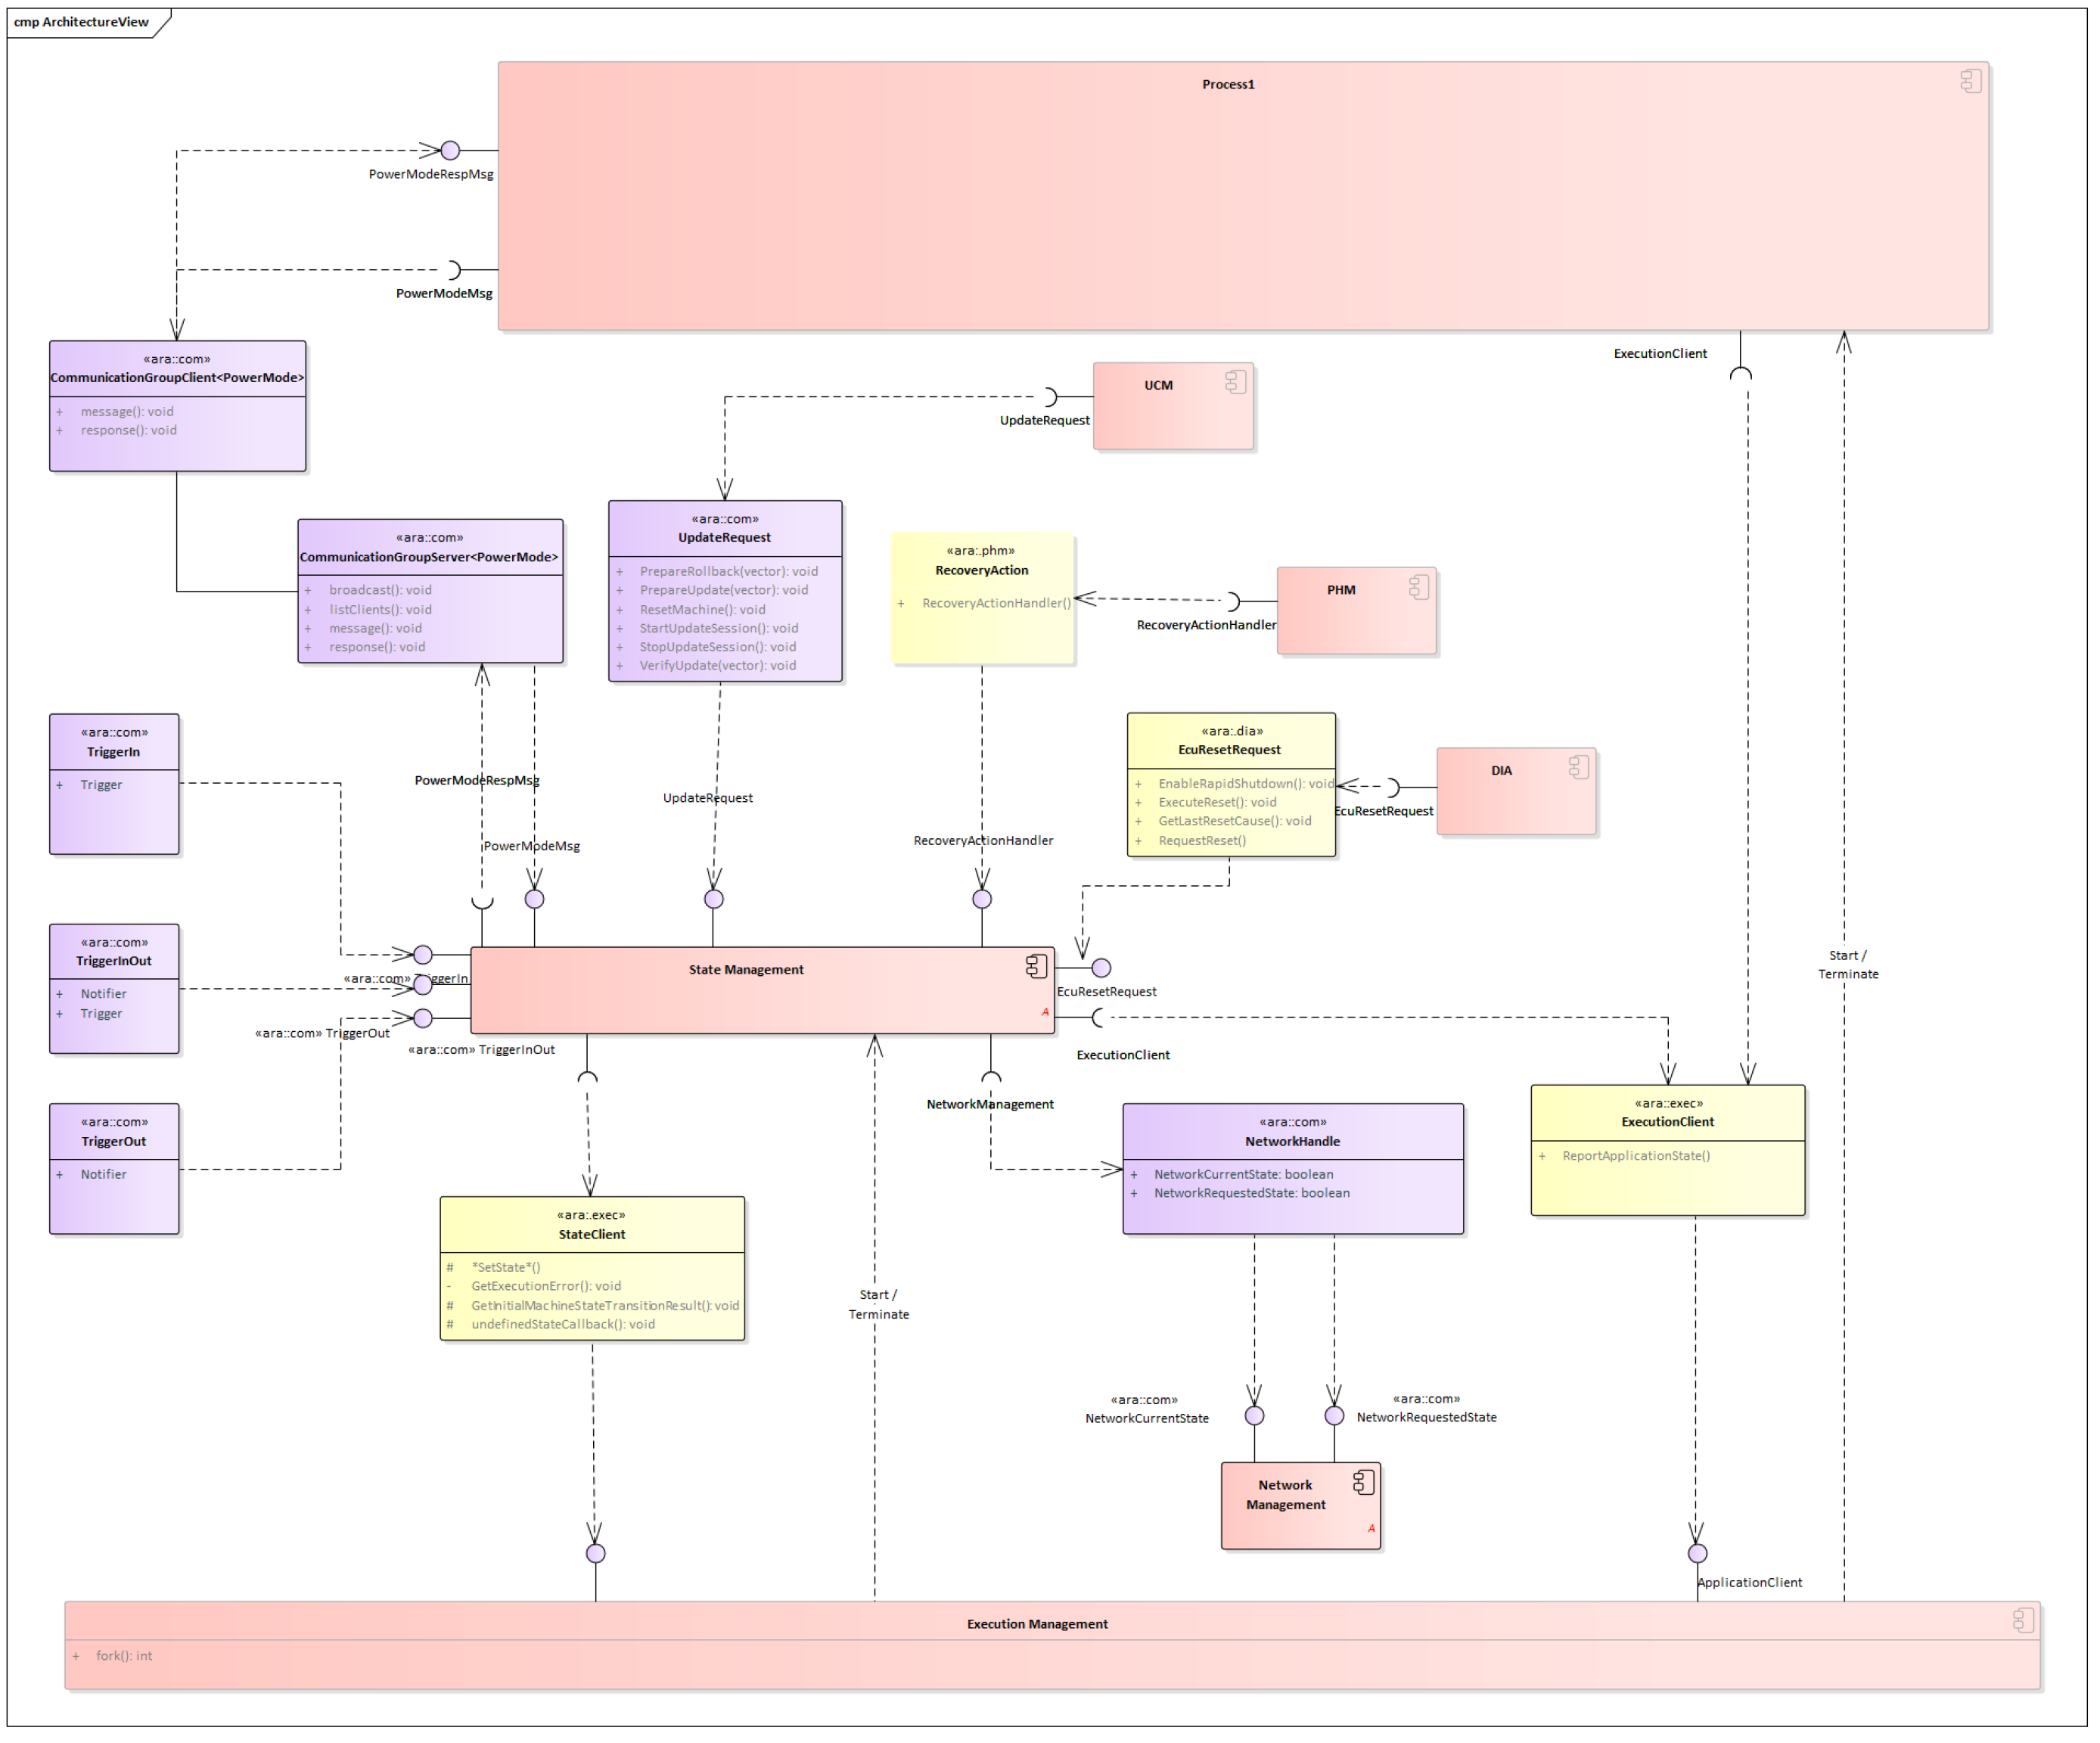 cmp ArchitectureView
Process1
PowerModeRespMsg
PowerModeMsg
ExecutionClient
«ara::com»
CommunicationGroupClient<PowerMode>
+ message(): void
+ response(): void
UCM
UpdateRequest
«ara::com»
CommunicationGroupServer<PowerMode>
+ broadcast(): void
+ listClients(): void
+ message(): void
+ response(): void
«ara::com»
UpdateRequest
+ PrepareRollback(vector): void
+ PrepareUpdate(vector): void
+ ResetMachine(): void
+ StartUpdateSession(): void
+ StopUpdateSession(): void
+ VerifyUpdate(vector): void
«ara:.phm»
RecoveryAction
+ RecoveryActionHandler()
PHM
RecoveryActionHandler
«ara::com»
TriggerIn
+ Trigger
PowerModeRespMsg
PowerModeMsg
UpdateRequest
RecoveryActionHandler
«ara:.dia»
EcuResetRequest
+ EnableRapidShutdown(): void
+ ExecuteReset(): void
+ GetLastResetCause(): void
+ RequestReset()
DIA
EcuResetRequest
«ara::com»
TriggerInOut
+ Notifier
+ Trigger
«ara::com» TriggerIn
«ara::com» TriggerOut
«ara::com» TriggerInOut
State Management
A
EcuResetRequest
ExecutionClient
Start /
Terminate
«ara::com»
TriggerOut
+ Notifier
NetworkManagement
«ara::com»
NetworkHandle
+ NetworkCurrentState: boolean
+ NetworkRequestedState: boolean
«ara::exec»
ExecutionClient
+ ReportApplicationState()
«ara:.exec»
StateClient
# *SetState*()
- GetExecutionError(): void
# GetInitialMachineStateTransitionResult(): void
# undefinedStateCallback(): void
Start /
Terminate
«ara::com»
NetworkCurrentState
«ara::com»
NetworkRequestedState
Network
Management
A
ApplicationClient
Execution Management
+ fork(): int